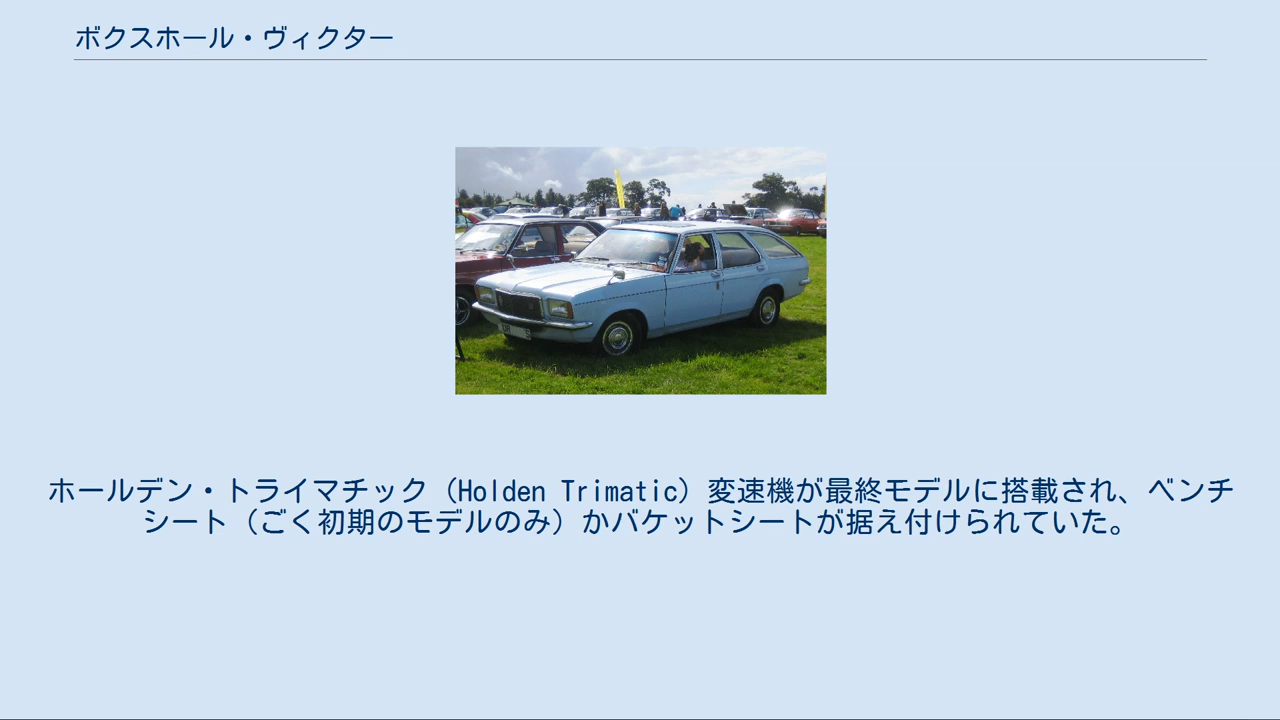 ボクスホール・ヴィクター
ホールデン・トライマチック（Holden Trimatic）変速機が最終モデルに搭載され、ベンチ
シート（ごく初期のモデルのみ）かバケットシートが据え付けられていた。